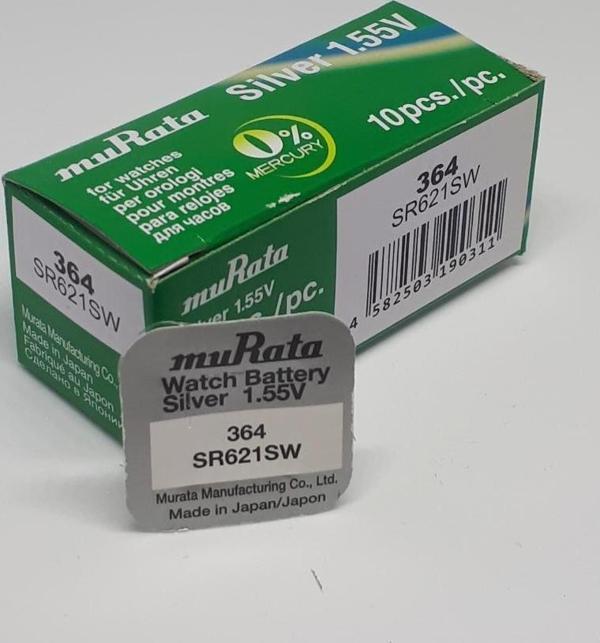 muRata
Silver 1.55V
for watches
für Uhren
per orologi
pour montres
para relojes
для часов
0%
MERCURY
10pcs./pc.
364
SR621SW
4 582503 190311
364
SR621SW
Murata Manufacturing Co.,
Made in Japan
Fabriqué au Japon
Сделано в Японии
muRata
1.55V
/pc.
muRata
Watch Battery
Silver 1.55V
364
SR621SW
Murata Manufacturing Co., Ltd.
Made in Japan/Japon